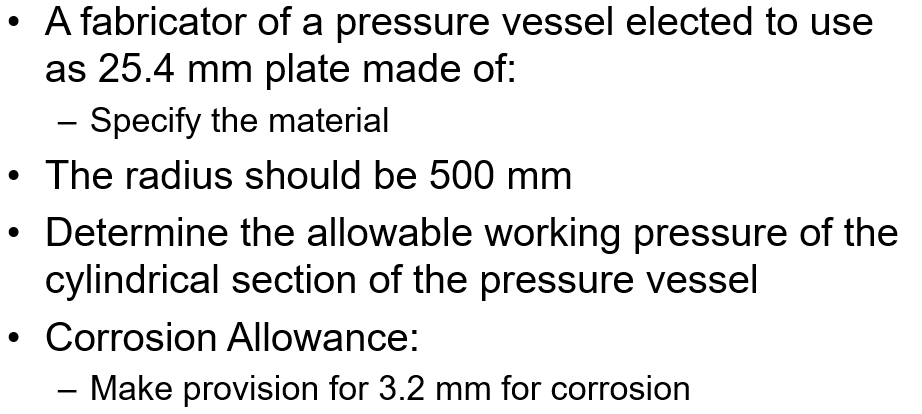 • A fabricator of a pressure vessel elected to use
as 25.4 mm plate made of:
– Specify the material
• The radius should be 500 mm
• Determine the allowable working pressure of the
cylindrical section of the pressure vessel
• Corrosion Allowance:
– Make provision for 3.2 mm for corrosion